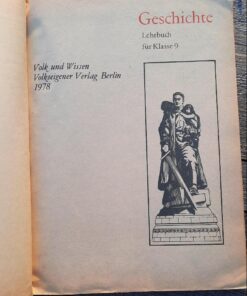 Geschichte
Lehrbuch
für Klasse 9
Volk und Wissen
Volkseigener Verlag Berlin
1978